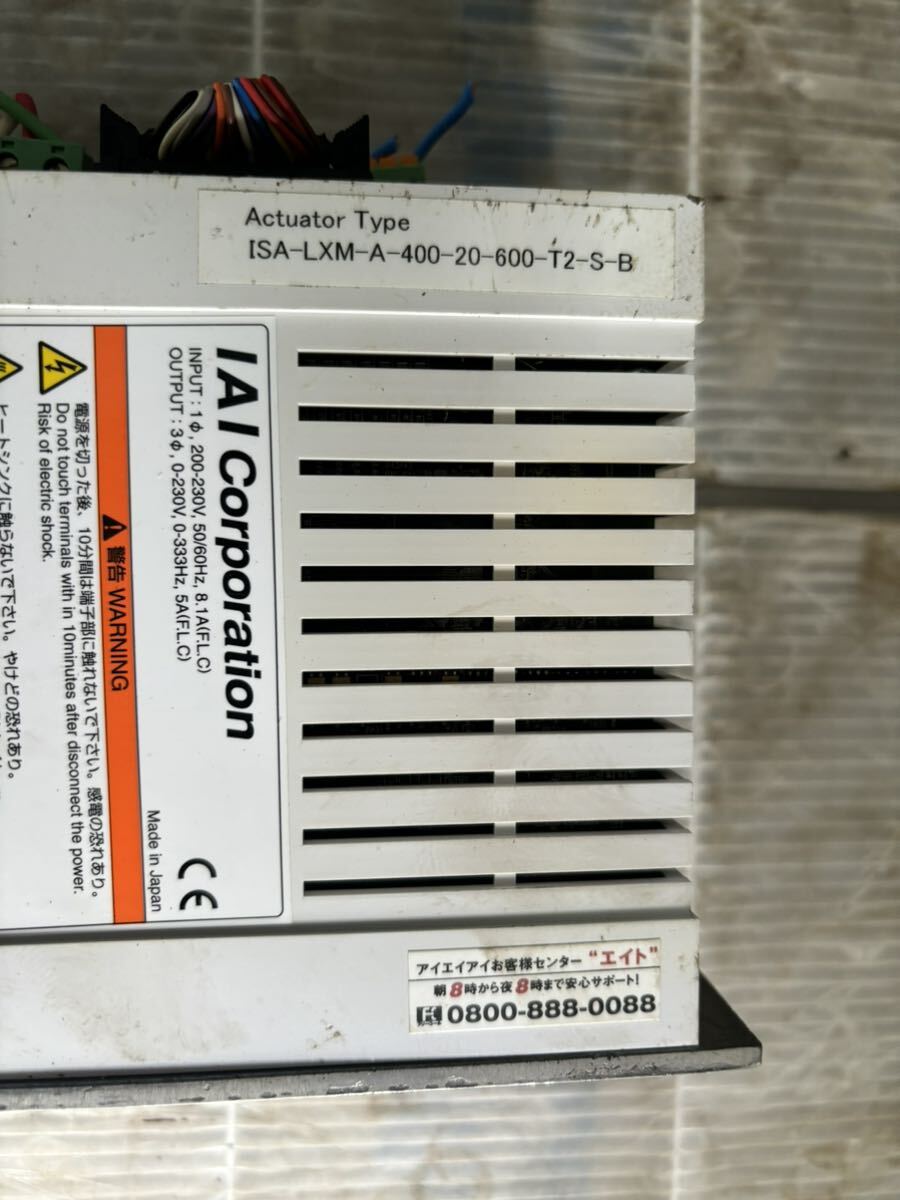 Actuator Type
ISA-LXM-A-400-20-600-T2-S-B
IAI Corporation
INPUT : 1φ, 200-230V, 50/60Hz, 8.1A(F.L.C)
OUTPUT : 3φ, 0-230V, 0-333Hz, 5A(F.L.C)
Made in Japan
CE
警告 WARNING
電源を切った後、10分間は端子部に触れないで下さい。感電の恐れあり。
Do not touch terminals with in 10minutes after disconnect the power.
Risk of electric shock.
ヒートシンクに触らないで下さい。やけどの恐れあり。
アイエイアイお客様センター “エイト”
朝8時から夜8時まで安心サポート!
0800-888-0088